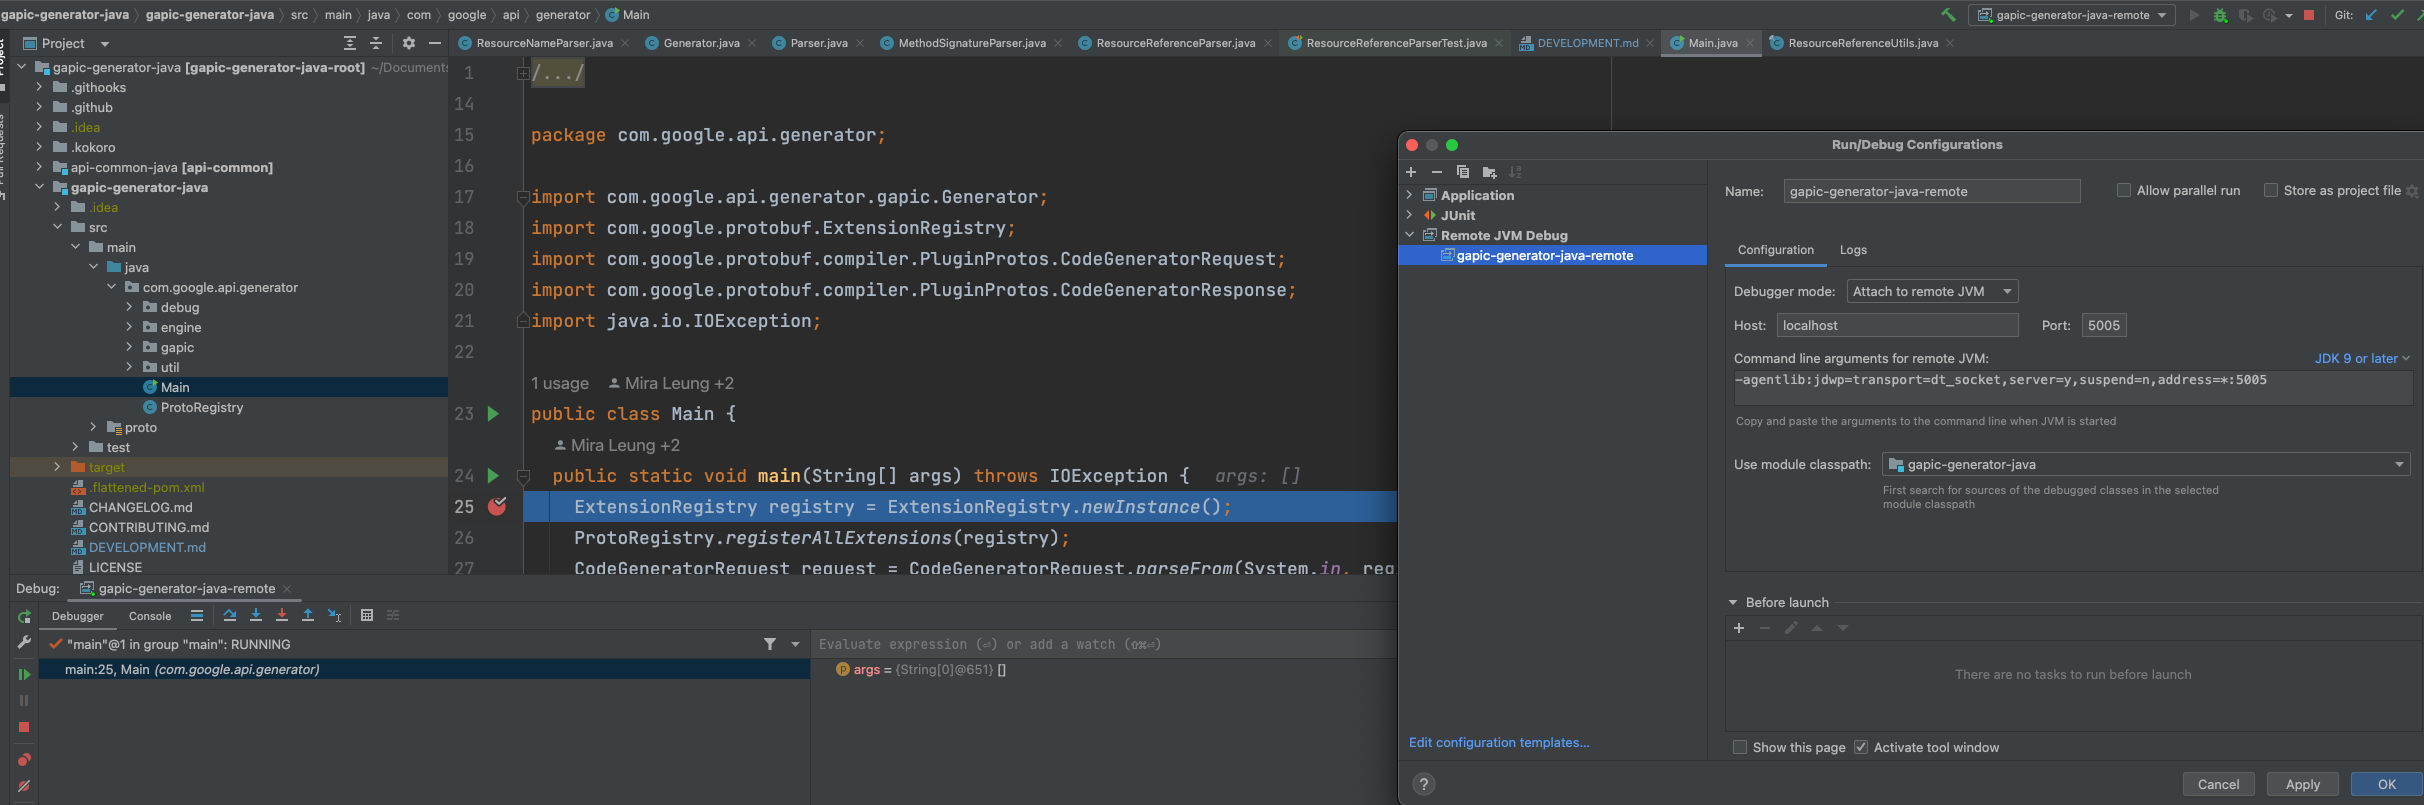 gapic-generator-java gapic-generator-java src main java com google api generator Main
gapic-generator-java-remote Git:
Project
ResourceNameParser.java Generator.java Parser.java MethodSignatureParser.java ResourceReferenceParser.java ResourceReferenceParserTest.java DEVELOPMENT.md Main.java ResourceReferenceUtils.java
Project
gapic-generator-java [gapic-generator-java-root] ~/Documents
.githooks
.github
.idea
.kokoro
api-common-java [api-common]
gapic-generator-java
.idea
src
main
java
com.google.api.generator
debug
engine
gapic
util
Main
ProtoRegistry
proto
test
target
.flattened-pom.xml
CHANGELOG.md
CONTRIBUTING.md
DEVELOPMENT.md
LICENSE
1 /.../
14
15 package com.google.api.generator;
16
17 import com.google.api.generator.gapic.Generator;
18 import com.google.protobuf.ExtensionRegistry;
19 import com.google.protobuf.compiler.PluginProtos.CodeGeneratorRequest;
20 import com.google.protobuf.compiler.PluginProtos.CodeGeneratorResponse;
21 import java.io.IOException;
22
1 usage Mira Leung +2
23 public class Main {
Mira Leung +2
24 public static void main(String[] args) throws IOException { args: []
25 ExtensionRegistry registry = ExtensionRegistry.newInstance();
26 ProtoRegistry.registerAllExtensions(registry);
27 CodeGeneratorRequest request = CodeGeneratorRequest.parseFrom(System.in, reg
Run/Debug Configurations
Application
JUnit
Remote JVM Debug
gapic-generator-java-remote
Edit configuration templates...
Name: gapic-generator-java-remote Allow parallel run Store as project file
Configuration Logs
Debugger mode: Attach to remote JVM
Host: localhost Port: 5005
Command line arguments for remote JVM: JDK 9 or later
-agentlib:jdwp=transport=dt_socket,server=y,suspend=n,address=*:5005
Copy and paste the arguments to the command line when JVM is started
Use module classpath: gapic-generator-java
First search for sources of the debugged classes in the selected
module classpath
Before launch
There are no tasks to run before launch
Show this page Activate tool window
? Cancel Apply OK
Debug: gapic-generator-java-remote
Debugger Console
"main"@1 in group "main": RUNNING
main:25, Main (com.google.api.generator)
Evaluate expression (⏎) or add a watch (⇧⌘⏎)
args = {String[0]@651} []